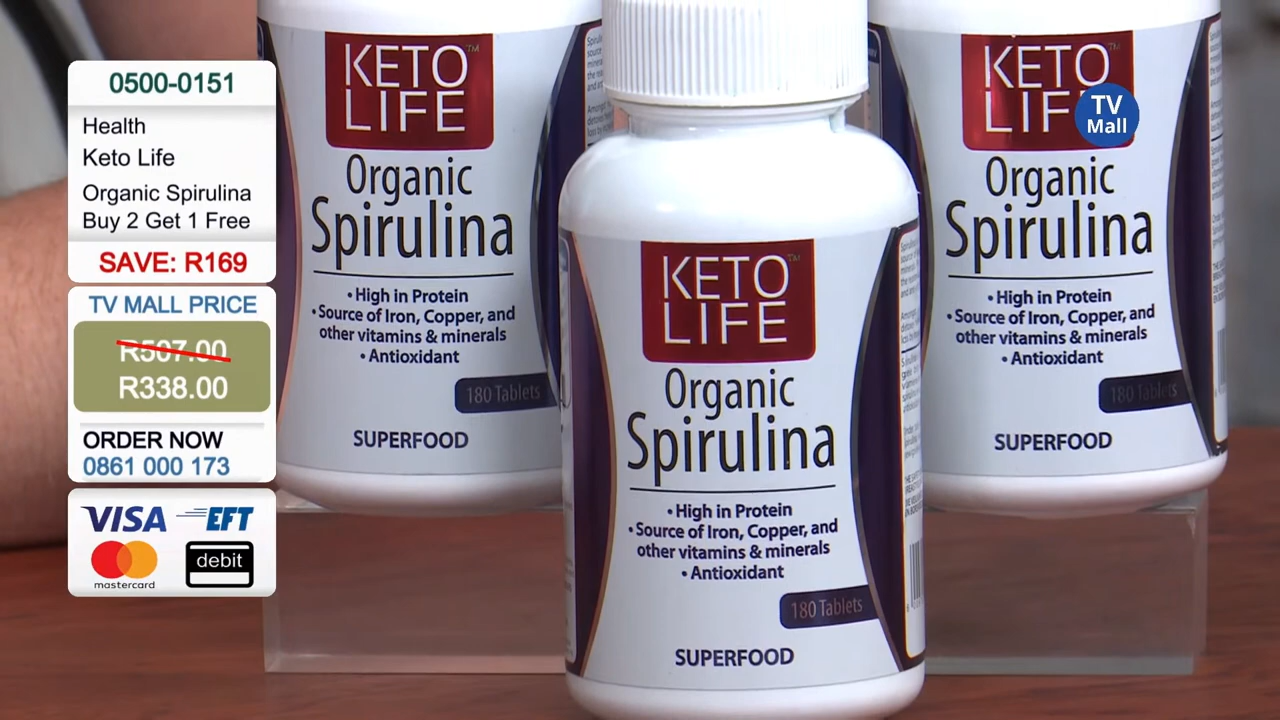 0500-0151
Health
Keto Life
Organic Spirulina
Buy 2 Get 1 Free
SAVE: R169
TV MALL PRICE
R507.00
R338.00
ORDER NOW
0861 000 173
VISA
EFT
mastercard
debit
KETO
LIFE
Organic
Spirulina
• High in Protein
• Source of Iron, Copper, and
other vitamins & minerals
• Antioxidant
180 Tablets
SUPERFOOD
KETO™
LIFE
Organic
Spirulina
• High in Protein
• Source of Iron, Copper, and
other vitamins & minerals
• Antioxidant
180 Tablets
SUPERFOOD
KETO
LIF
Organic
Spirulina
• High in Protein
• Source of Iron, Copper, and
other vitamins & minerals
• Antioxidant
180 Tablets
SUPERFOOD
TV
Mall